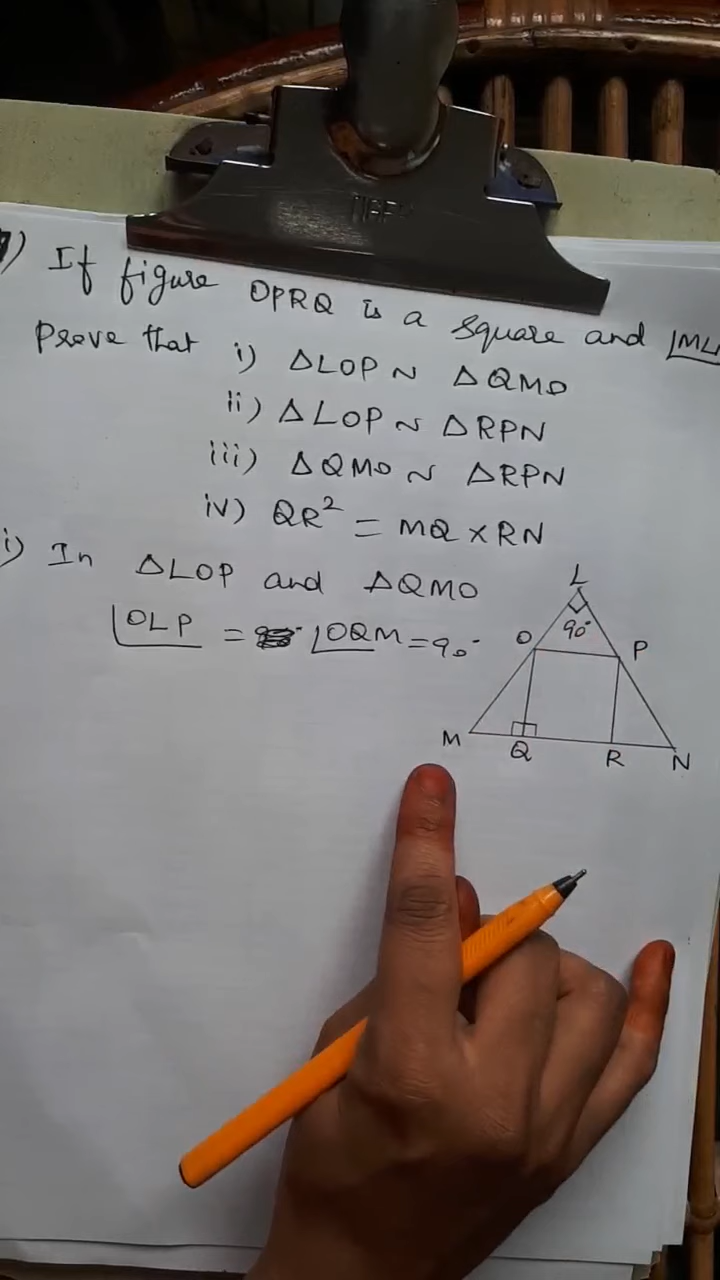 ) If figure OPRQ is a square and ∠ML
Prove that i) ΔLOP ~ ΔQMO
ii) ΔLOP ~ ΔRPN
iii) ΔQMO ~ ΔRPN
iv) QR² = MQ × RN
i) In ΔLOP and ΔQMO
∠OLP = ∠OQM = 90°
L
90°
O P
M Q R N